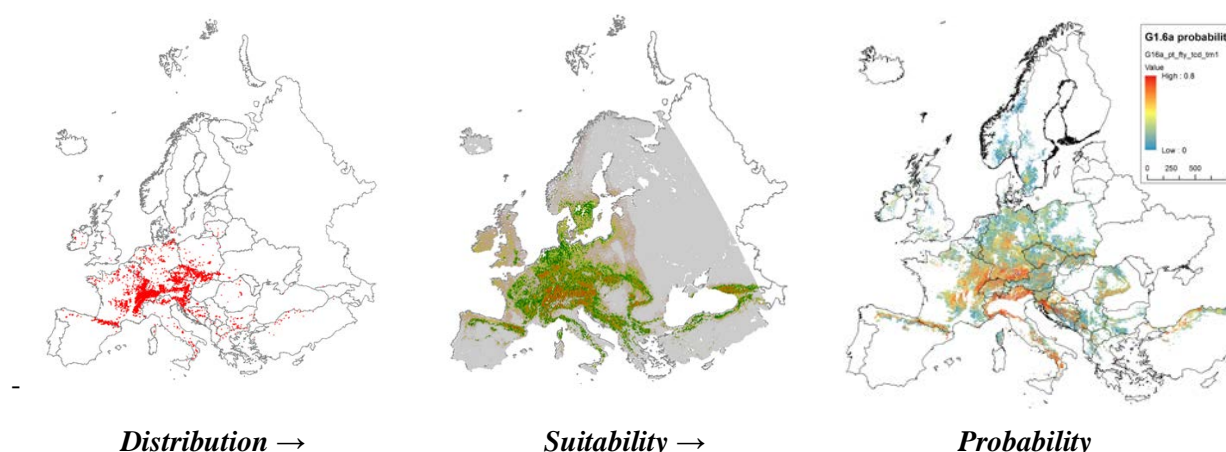 G1.6a probabilit
G16a_pt_fty_tcd_tm1
Value
High : 0.8
Low : 0
0 250 500
-
Distribution →
Suitability →
Probability